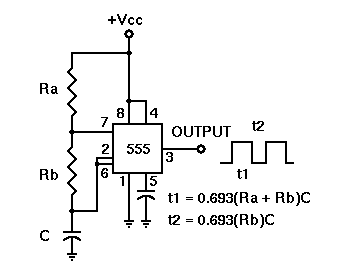 +Vcc
Ra
7
8
4
OUTPUT
t2
2
555
3
t1
Rb
6
1
5
t1 = 0.693(Ra + Rb)C
t2 = 0.693(Rb)C
C